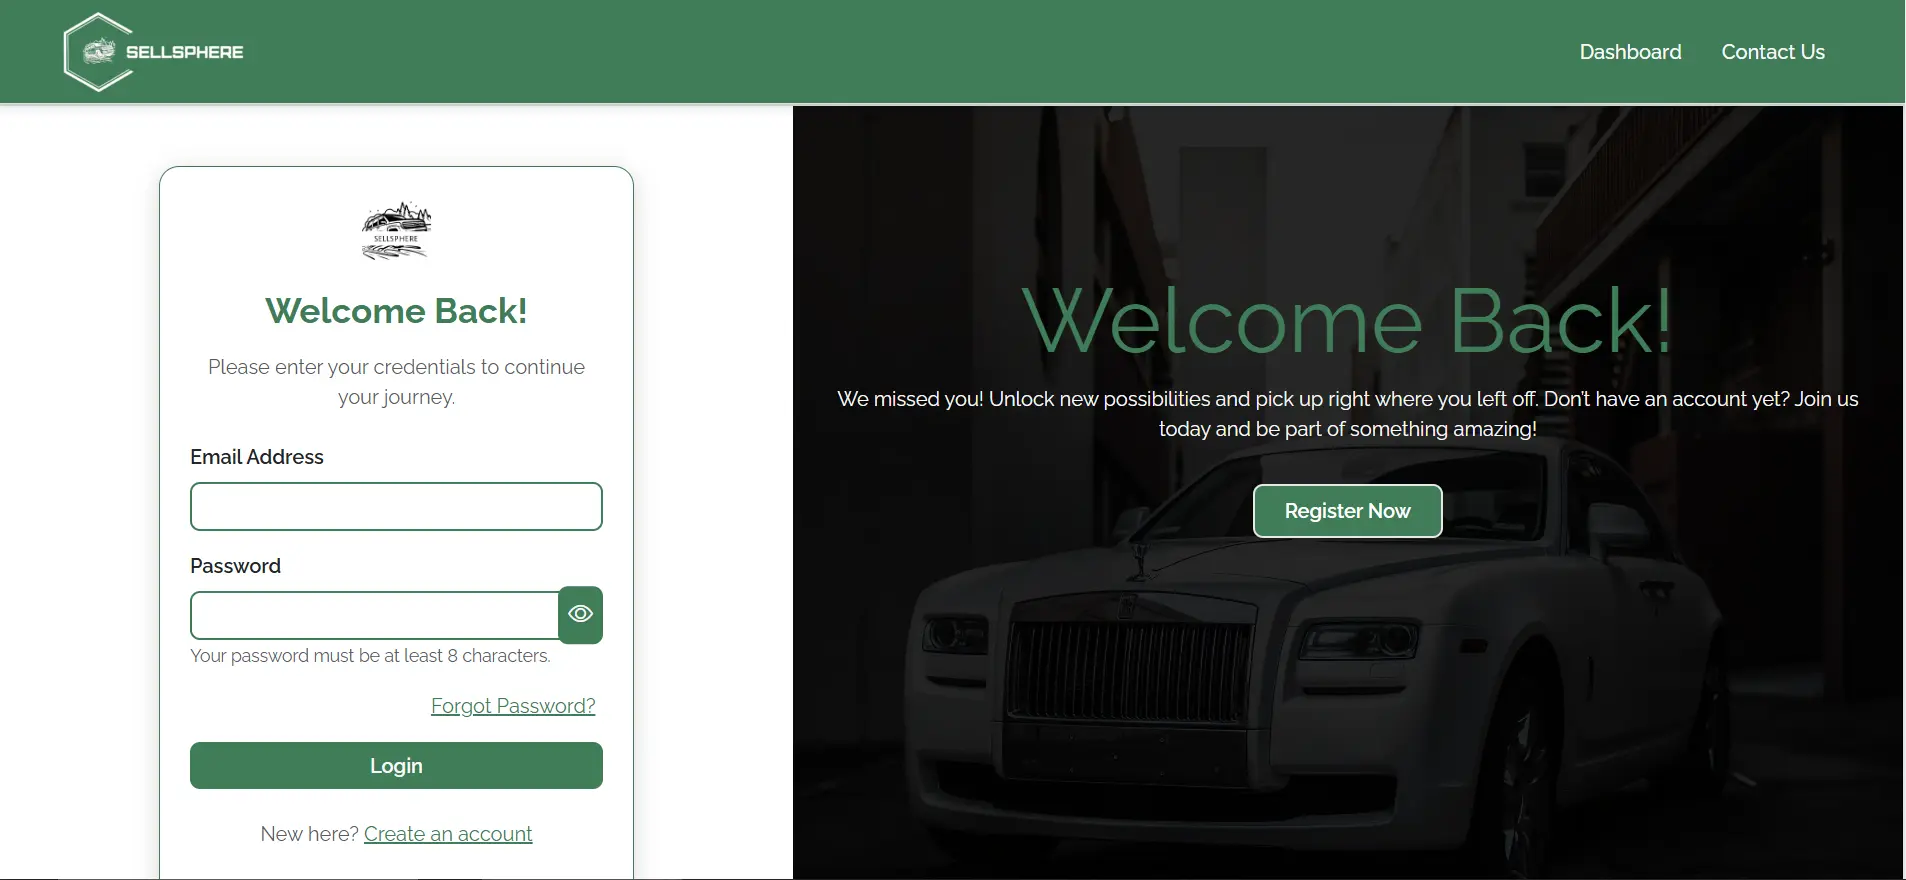 SELLSPHERE
Dashboard
Contact Us
SELLSPHERE
Welcome Back!
Please enter your credentials to continue
your journey.
Email Address
Password
Your password must be at least 8 characters.
Forgot Password?
Login
New here? Create an account
Welcome Back!
We missed you! Unlock new possibilities and pick up right where you left off. Don't have an account yet? Join us
today and be part of something amazing!
Register Now